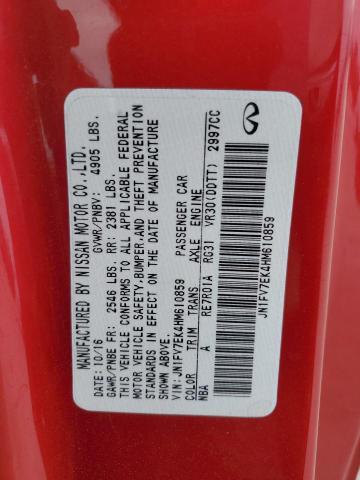 MANUFACTURED BY NISSAN MOTOR CO.,LTD.
DATE: 10/16 GVWR/PNBV: 4905 LBS.
GAWR/PNBE FR: 2546 LBS. RR: 2381 LBS.
THIS VEHICLE CONFORMS TO ALL APPLICABLE FEDERAL
MOTOR VEHICLE SAFETY,BUMPER,AND THEFT PREVENTION
STANDARDS IN EFFECT ON THE DATE OF MANUFACTURE
SHOWN ABOVE.
VIN: JN1FV7EK4HM610859 PASSENGER CAR
COLOR TRIM TRANS AXLE ENGINE
NBA A RE7R01A RG31 VR30(DDTT) 2997CC
JN1FV7EK4HM610859